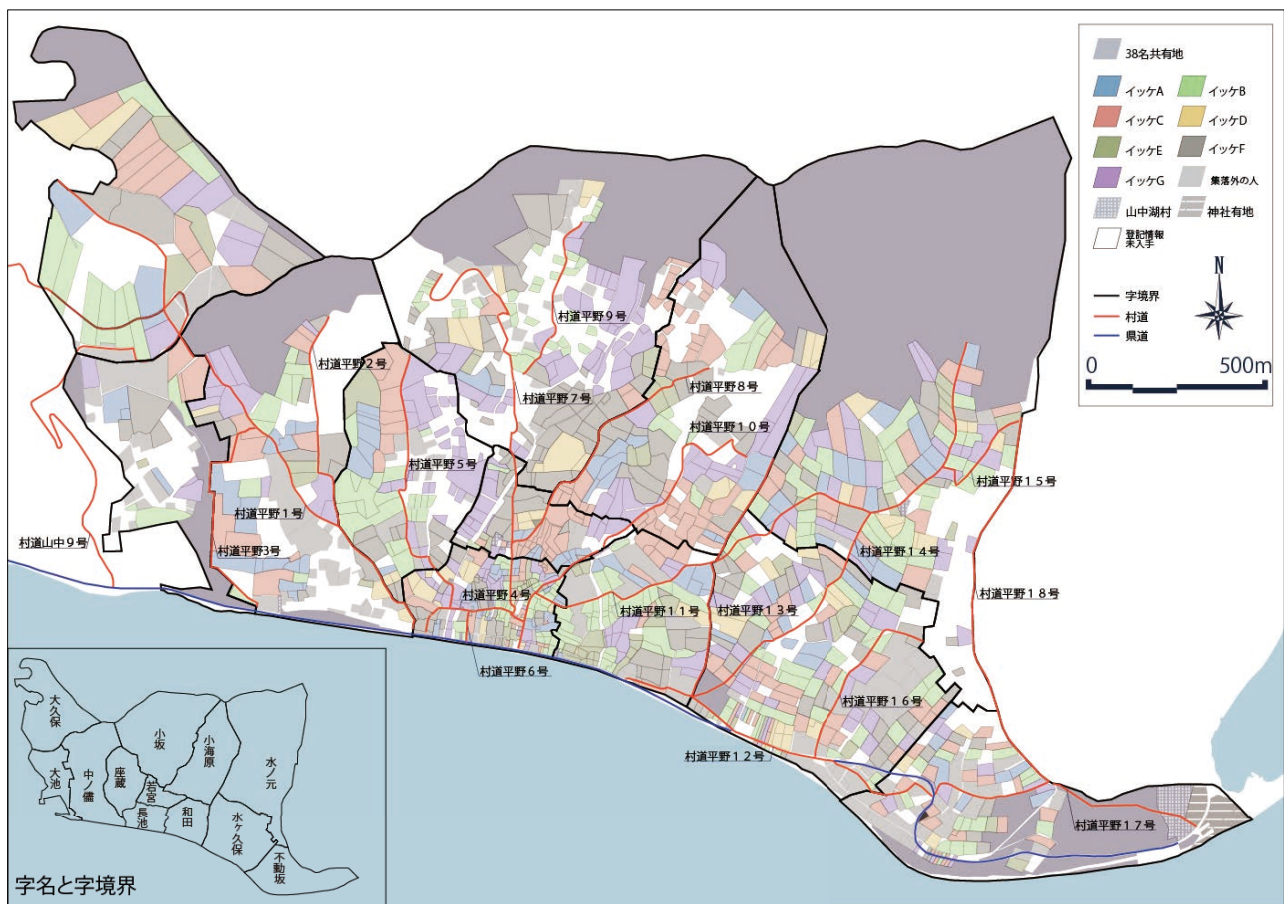 38名共有地
イッケA
イッケB
イッケC
イッケD
イッケE
イッケF
イッケG
集落外の人
山中湖村
神社有地
登記情報
未入手
N
字境界
村道
県道
0
500m
村道平野9号
村道平野2号
村道平野8号
村道平野7号
村道平野10号
村道平野5号
村道平野15号
村道平野1号
村道山中9号
村道平野3号
村道平野14号
村道平野4号
村道平野18号
村道平野11号
村道平野13号
村道平野6号
村道平野16号
村道平野12号
村道平野17号
大久保
小坂
小海原
水ノ元
大池
中ノ儘
座蔵
若宮
長池
和田
水ヶ久保
不動坂
字名と字境界